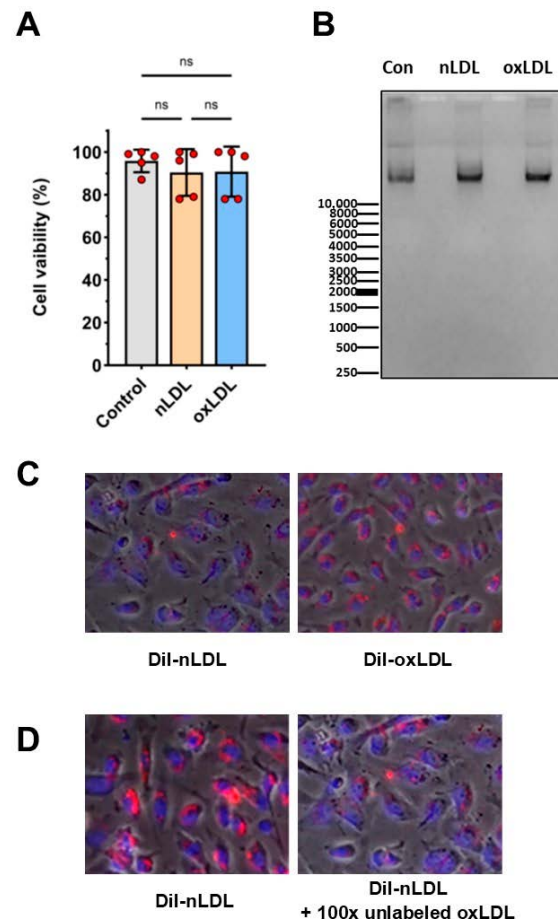 A
ns
ns
ns
Cell vaibility (%)
100
80
60
40
20
0
Control
nLDL
oxLDL
B
Con nLDL oxLDL
10.000
8000
6000
5000
4000
3500
3000
2500
2000
1500
1000
500
250
C
DiI-nLDL
DiI-oxLDL
D
DiI-nLDL
DiI-nLDL
+ 100x unlabeled oxLDL